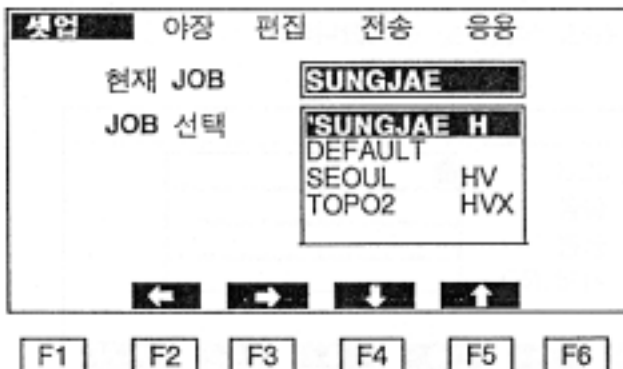 셋업 야장 편집 전송 응용
현재 JOB SUNGJAE
JOB 선택 'SUNGJAE H
DEFAULT
SEOUL HV
TOPO2 HVX
← → ↓ ↑
F1 F2 F3 F4 F5 F6